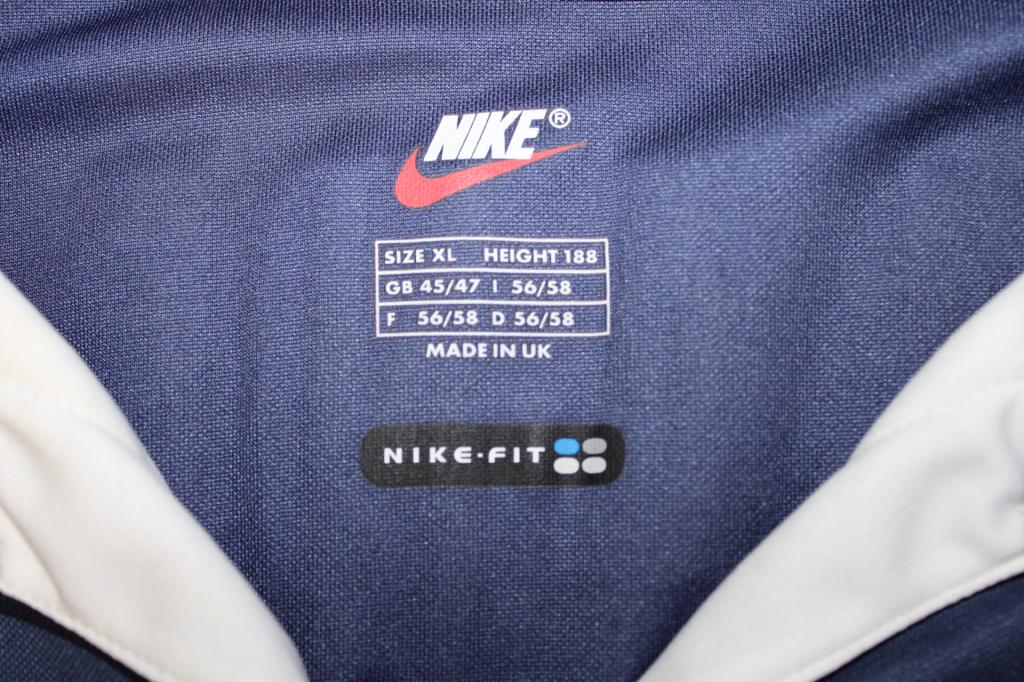 NIKE®
SIZE XL HEIGHT 188
GB 45/47 I 56/58
F 56/58 D 56/58
MADE IN UK
NIKE·FIT